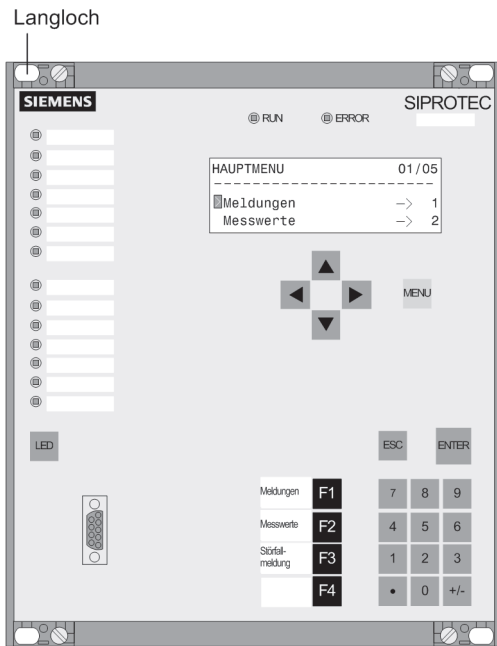 Langloch
SIEMENS
SIPROTEC
RUN
ERROR
HAUPTMENU 01/05
--------------------
Meldungen —> 1
Messwerte —> 2
MENU
LED
ESC
ENTER
Meldungen F1
7 8 9
Messwerte F2
4 5 6
Störfall-
meldung F3
1 2 3
F4
• 0 +/-